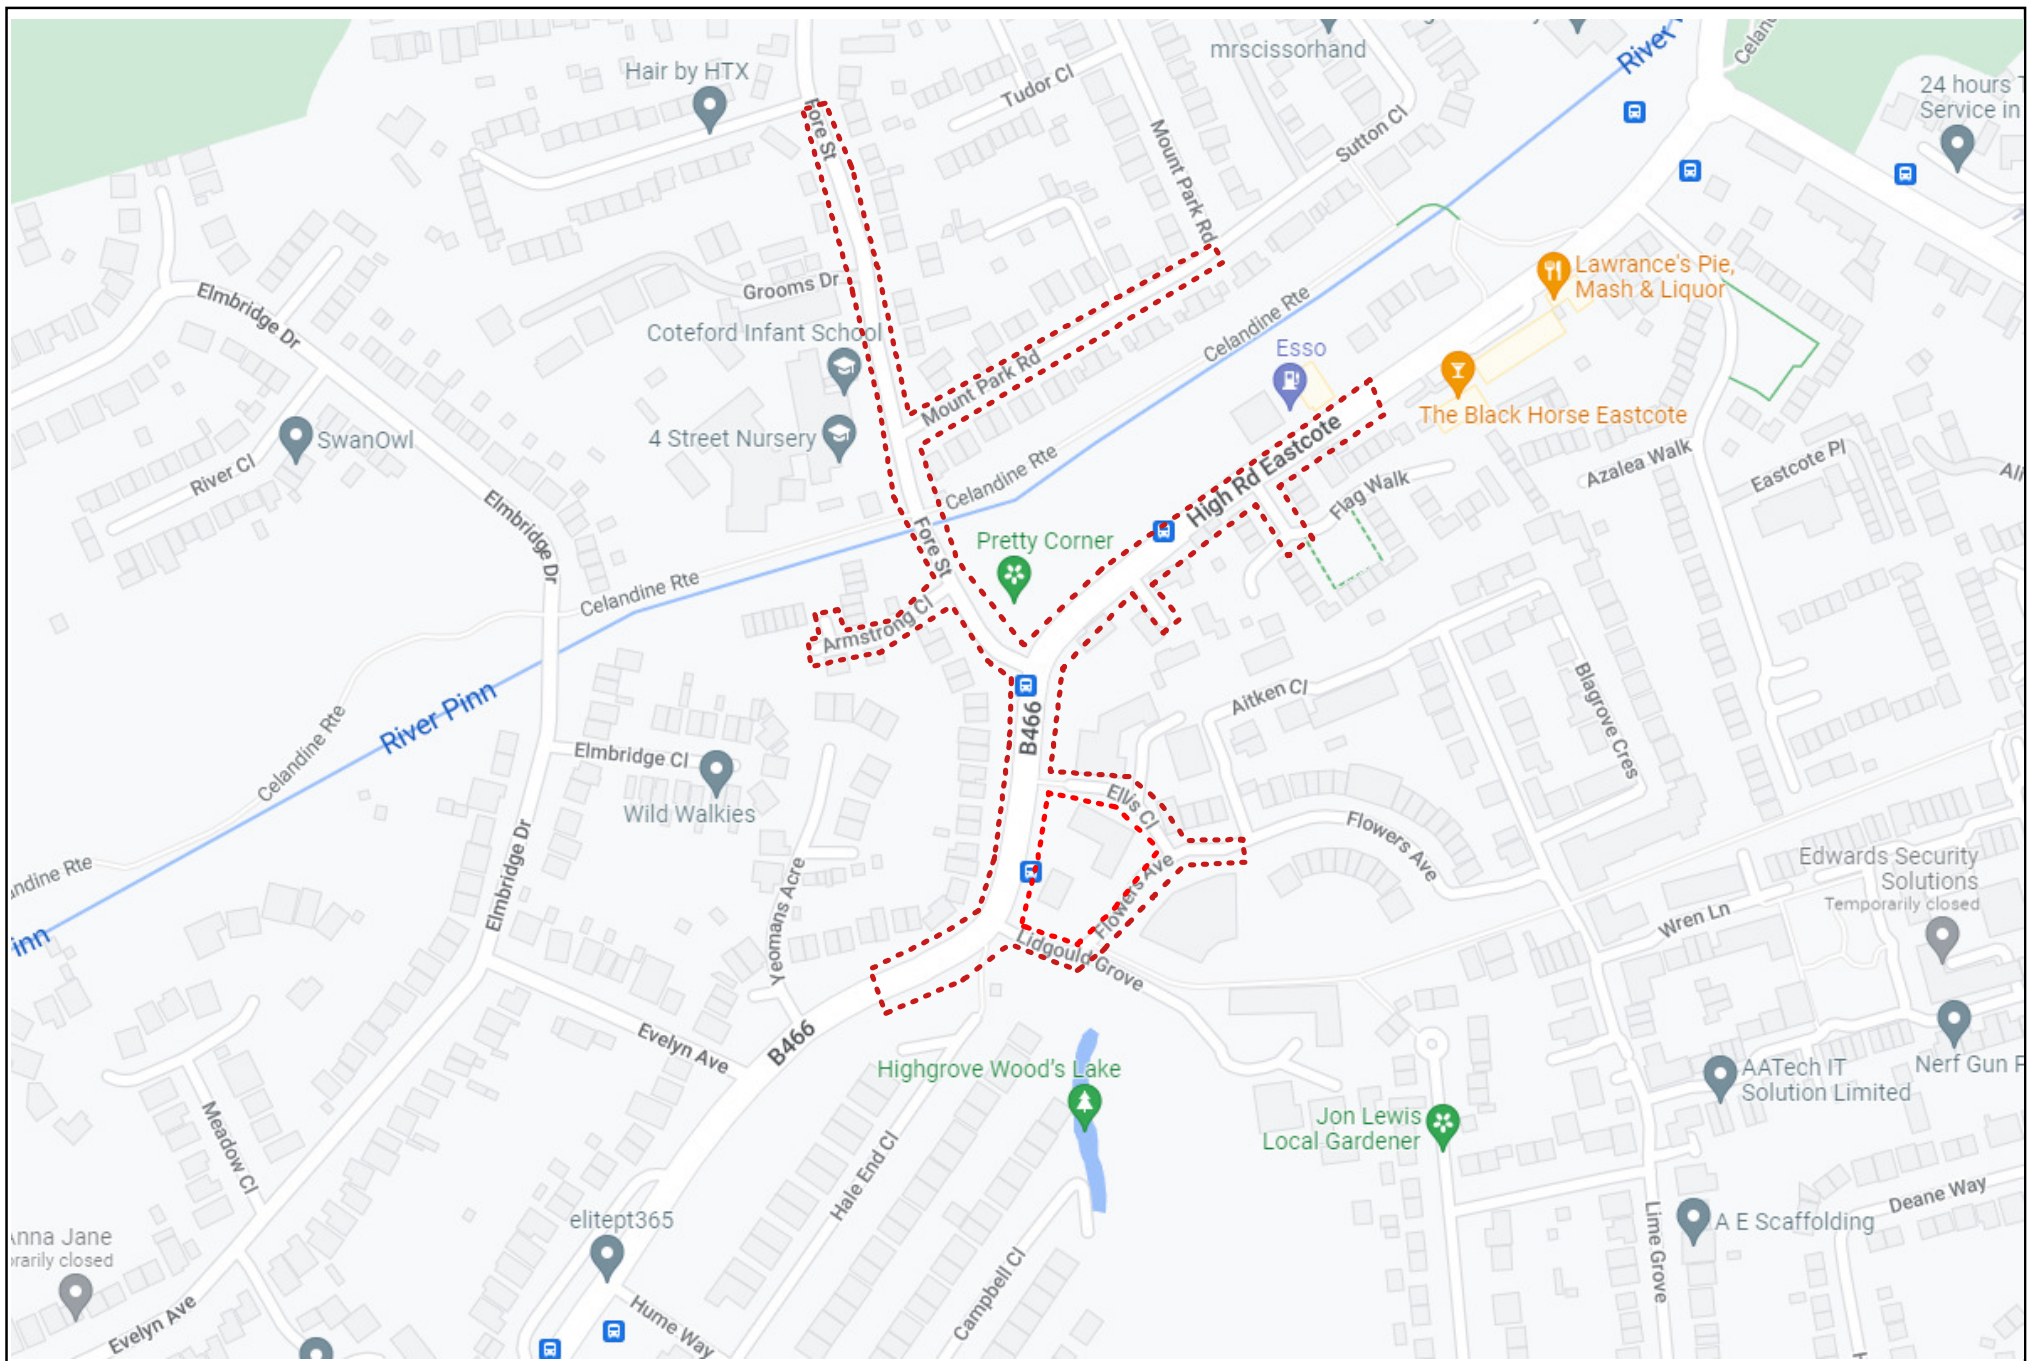 Hair by HTX
Tudor Cl
mrscissorhand
River
24 hours
Service in
Fore St
Mount Park Rd
Sutton Cl
Elmbridge Dr
Grooms Dr
Coteford Infant School
Celandine Rte
Lawrance's Pie,
Mash & Liquor
Esso
Mount Park Rd
SwanOwl
4 Street Nursery
The Black Horse Eastcote
River Cl
High Rd Eastcote
Flag Walk
Azalea Walk
Eastcote Pl
Elmbridge Dr
Celandine Rte
Fore St
Pretty Corner
Celandine Rte
Armstrong Cl
River Pinn
Celandine Rte
Aitken Cl
Blagrove Cres
B466
Elmbridge Cl
Wild Walkies
Ellis Cl
Flowers Ave
Elmbridge Dr
Yeomans Acre
Flowers Ave
Edwards Security
Solutions
Temporarily closed
Wren Ln
Lidgould Grove
Evelyn Ave
B466
Highgrove Wood's Lake
AATech IT
Solution Limited
Nerf Gun
Meadow Cl
Hale End Cl
Jon Lewis
Local Gardener
elitept365
Campbell Cl
Lime Grove
A E Scaffolding
Deane Way
Evelyn Ave
Hume Way